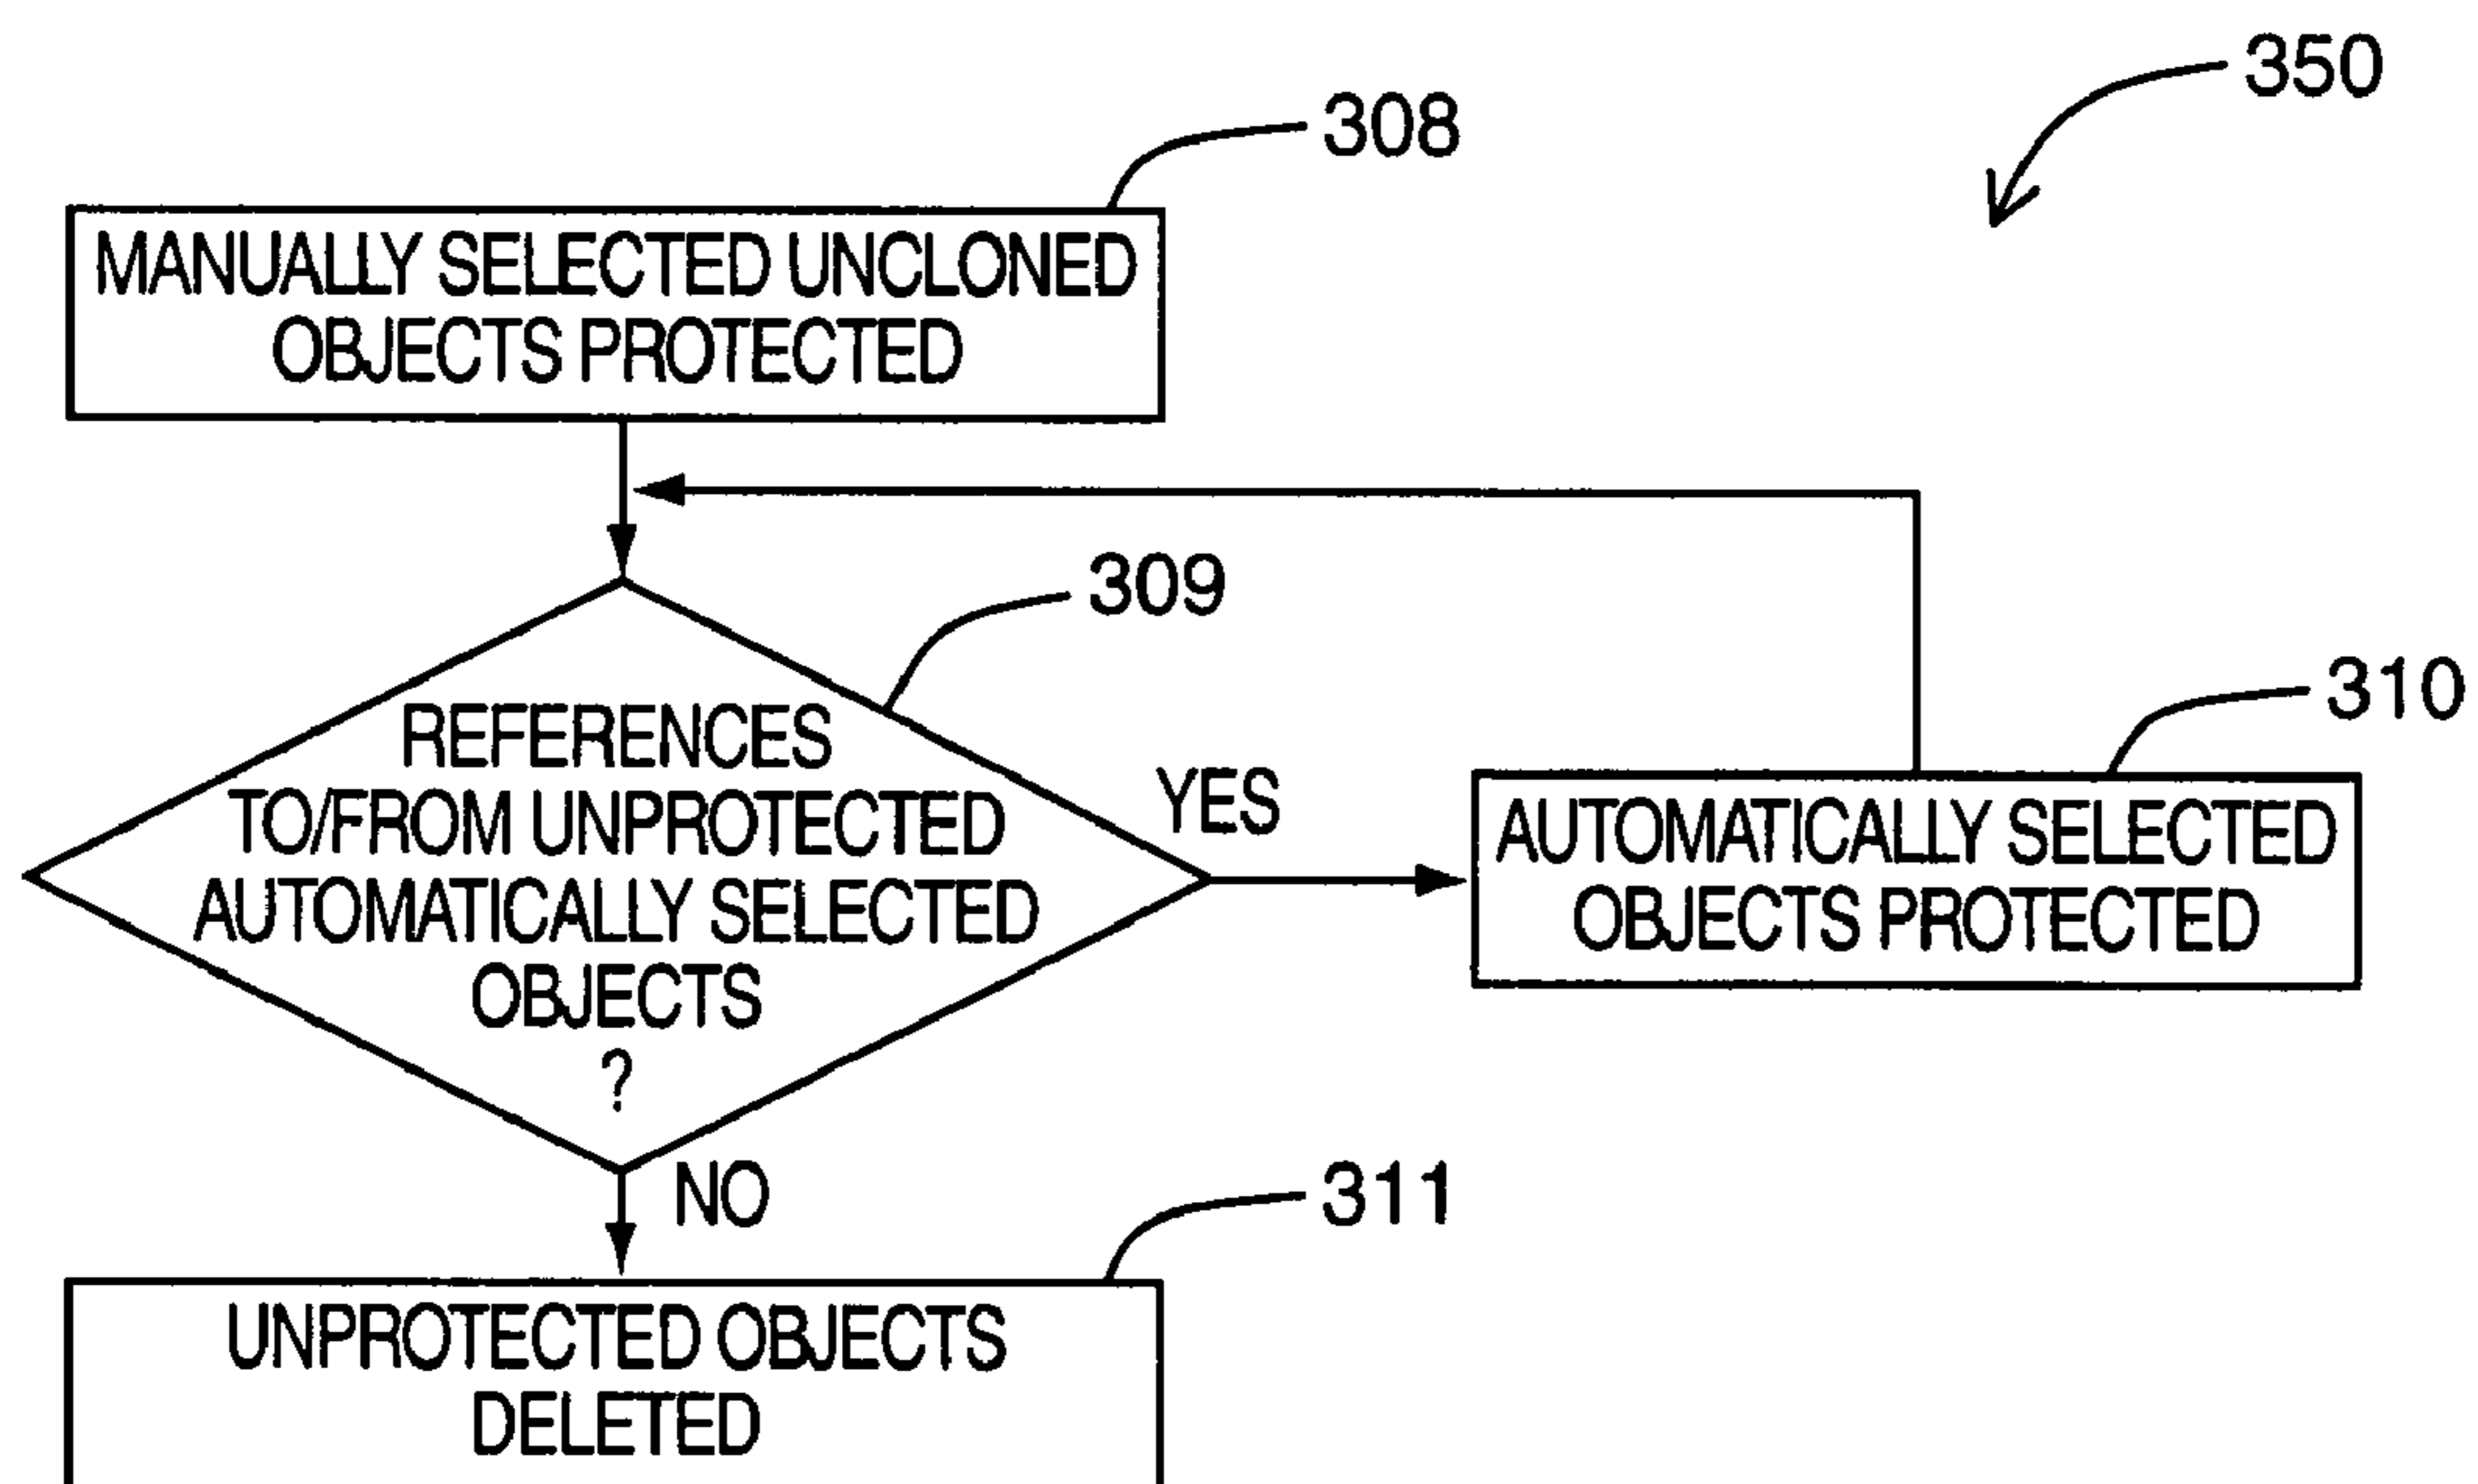 350
308
MANUALLY SELECTED UNCLONED
OBJECTS PROTECTED
309
REFERENCES
TO/FROM UNPROTECTED
AUTOMATICALLY SELECTED
OBJECTS
?
YES
310
AUTOMATICALLY SELECTED
OBJECTS PROTECTED
NO
311
UNPROTECTED OBJECTS
DELETED